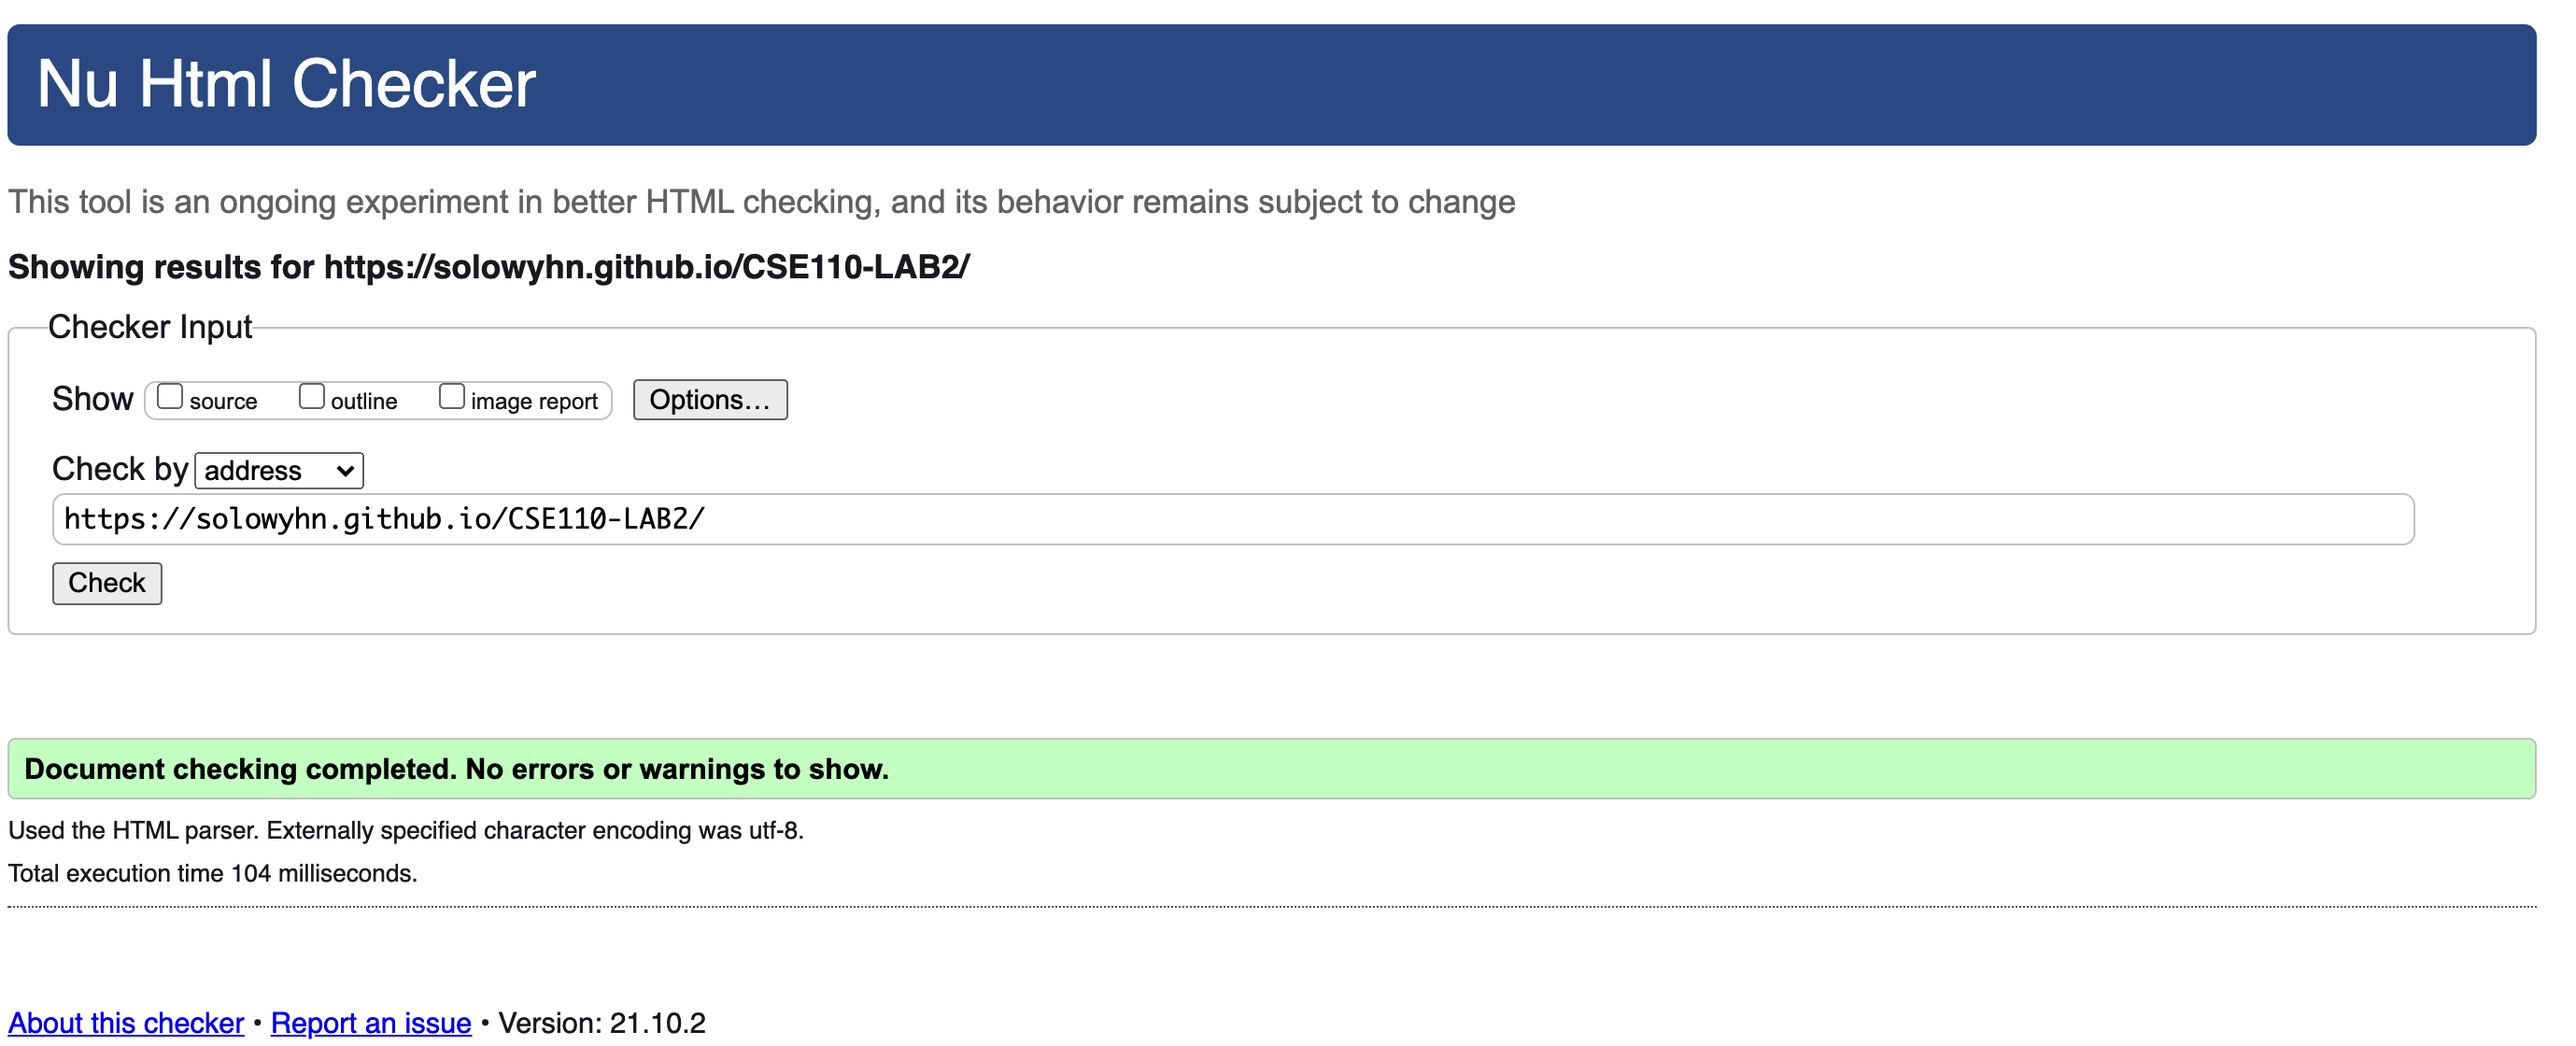 Nu Html Checker
This tool is an ongoing experiment in better HTML checking, and its behavior remains subject to change
Showing results for https://solowyhn.github.io/CSE110-LAB2/
Checker Input
Show source outline image report Options...
Check by address
https://solowyhn.github.io/CSE110-LAB2/
Check
Document checking completed. No errors or warnings to show.
Used the HTML parser. Externally specified character encoding was utf-8.
Total execution time 104 milliseconds.
About this checker • Report an issue • Version: 21.10.2